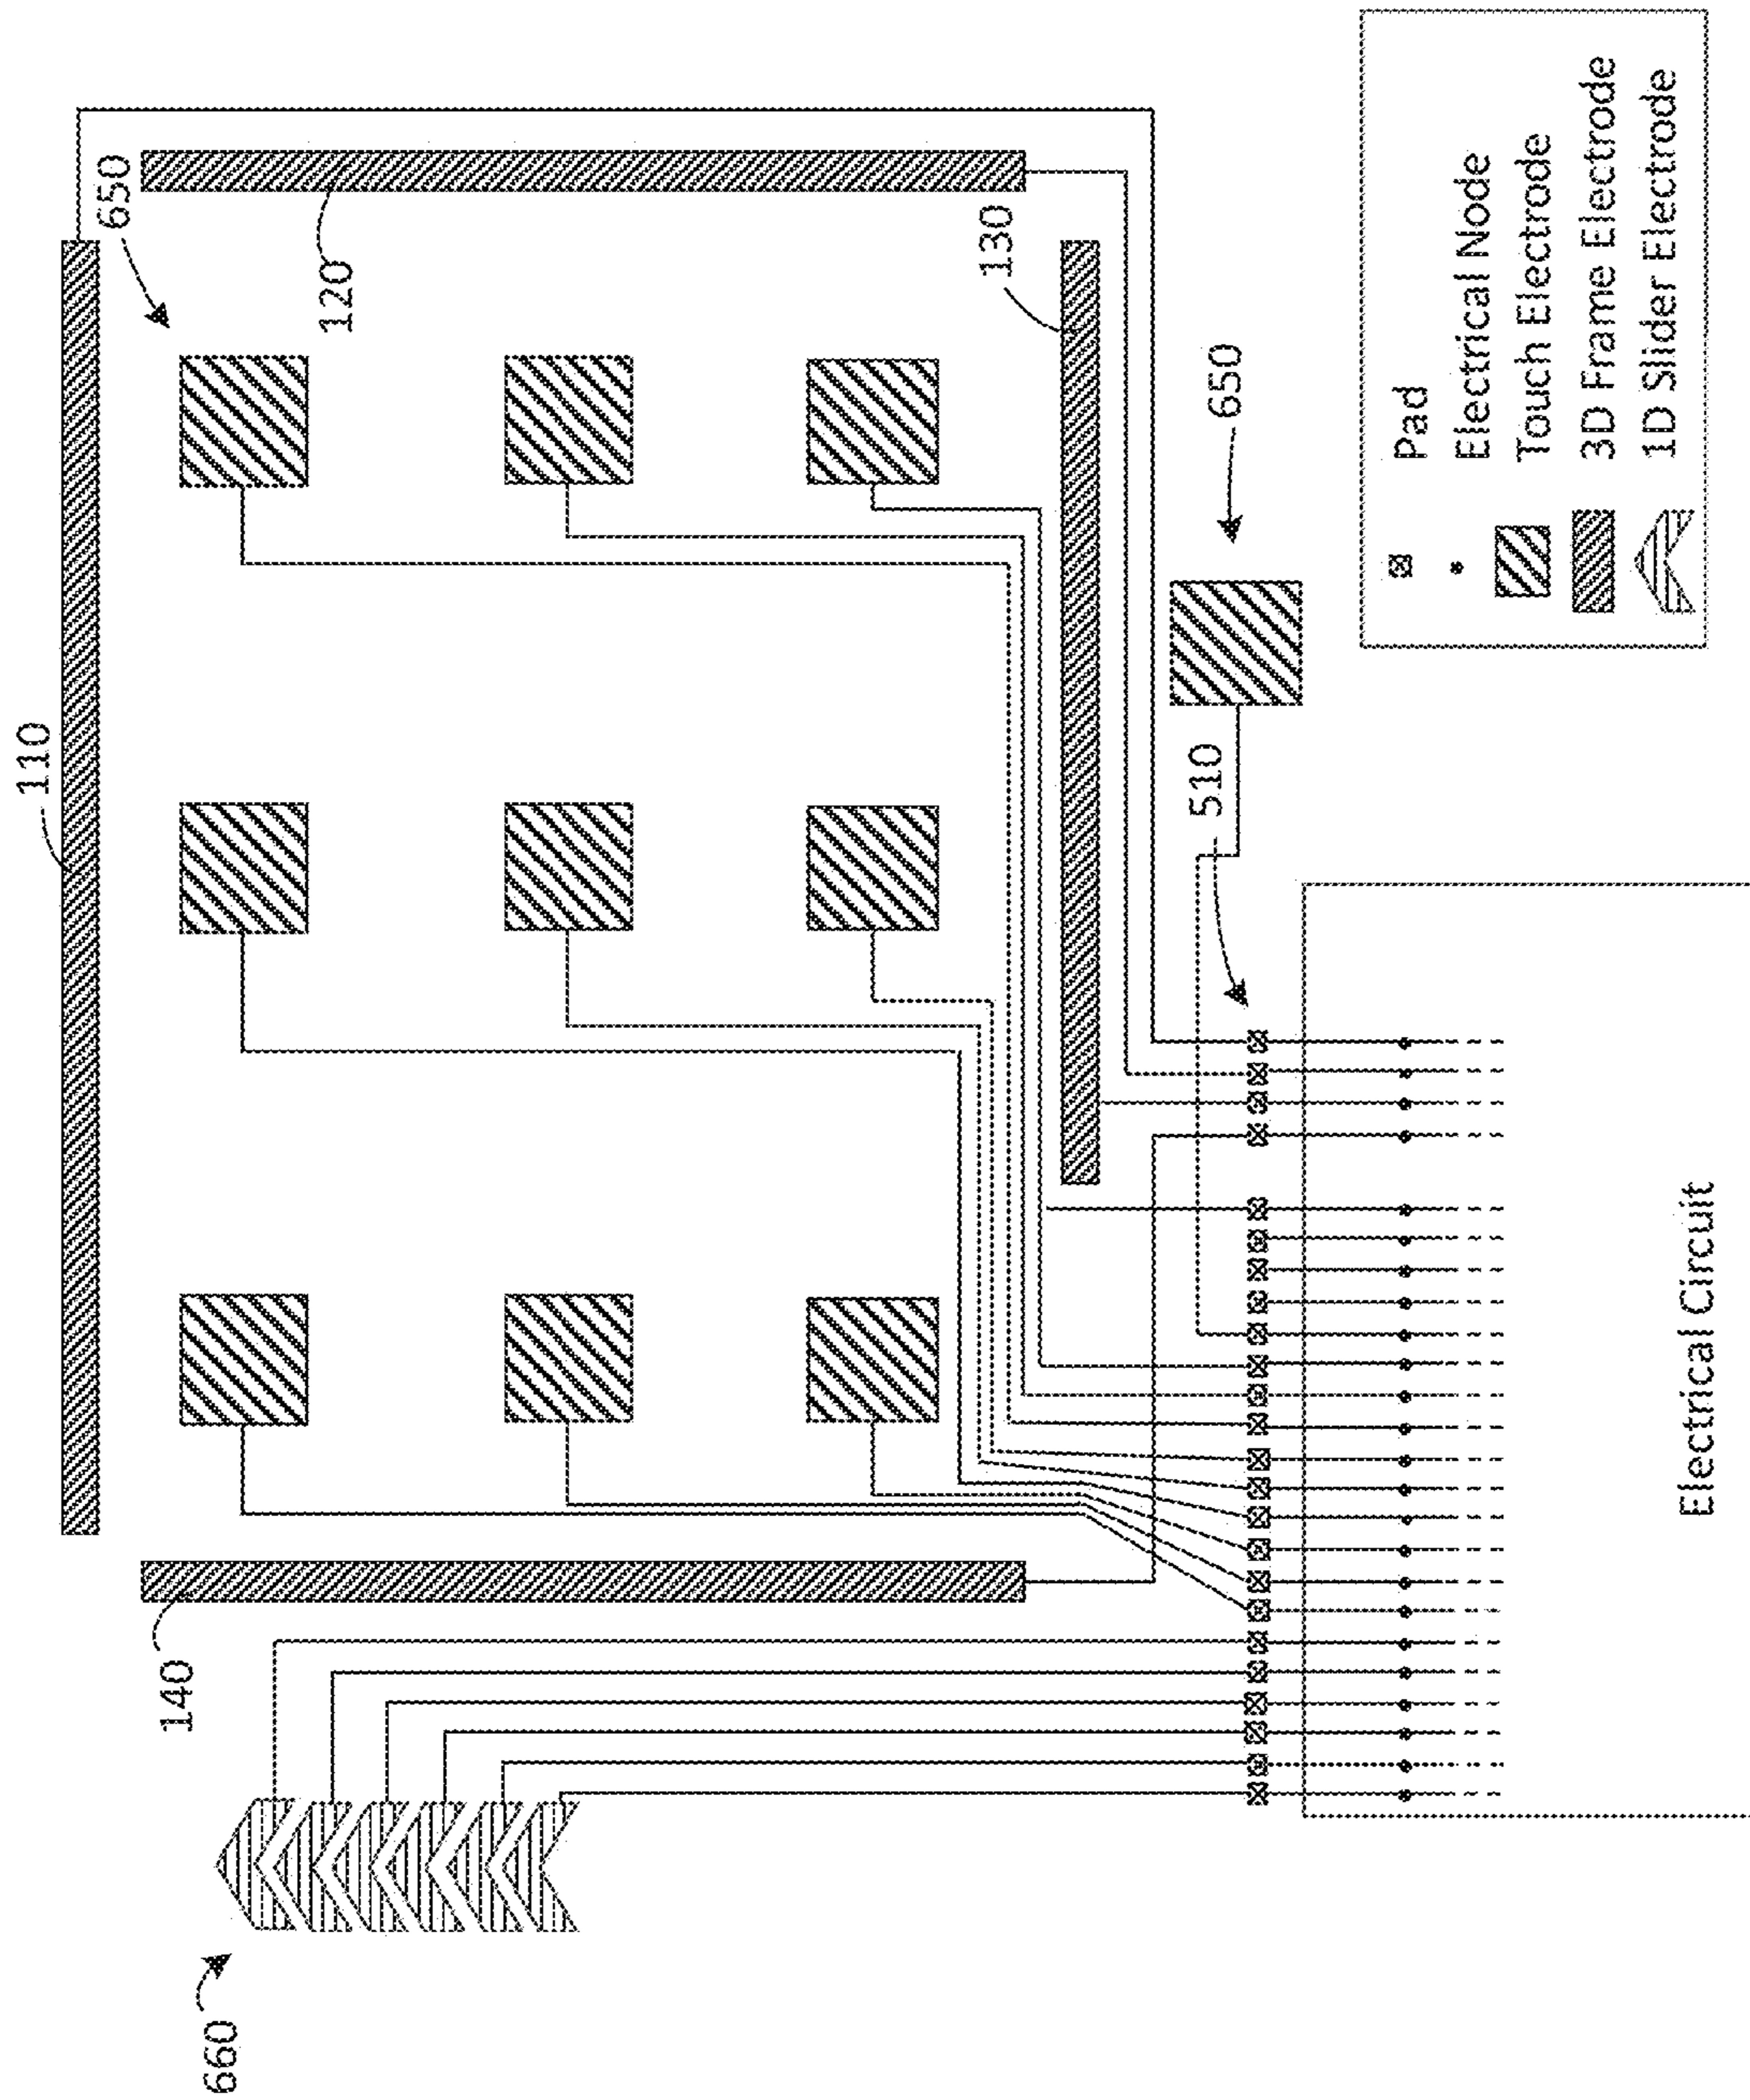 110
650
120
130
650
510
140
660
Pad
Electrical Node
Touch Electrode
3D Frame Electrode
1D Slider Electrode
Electrical Circuit